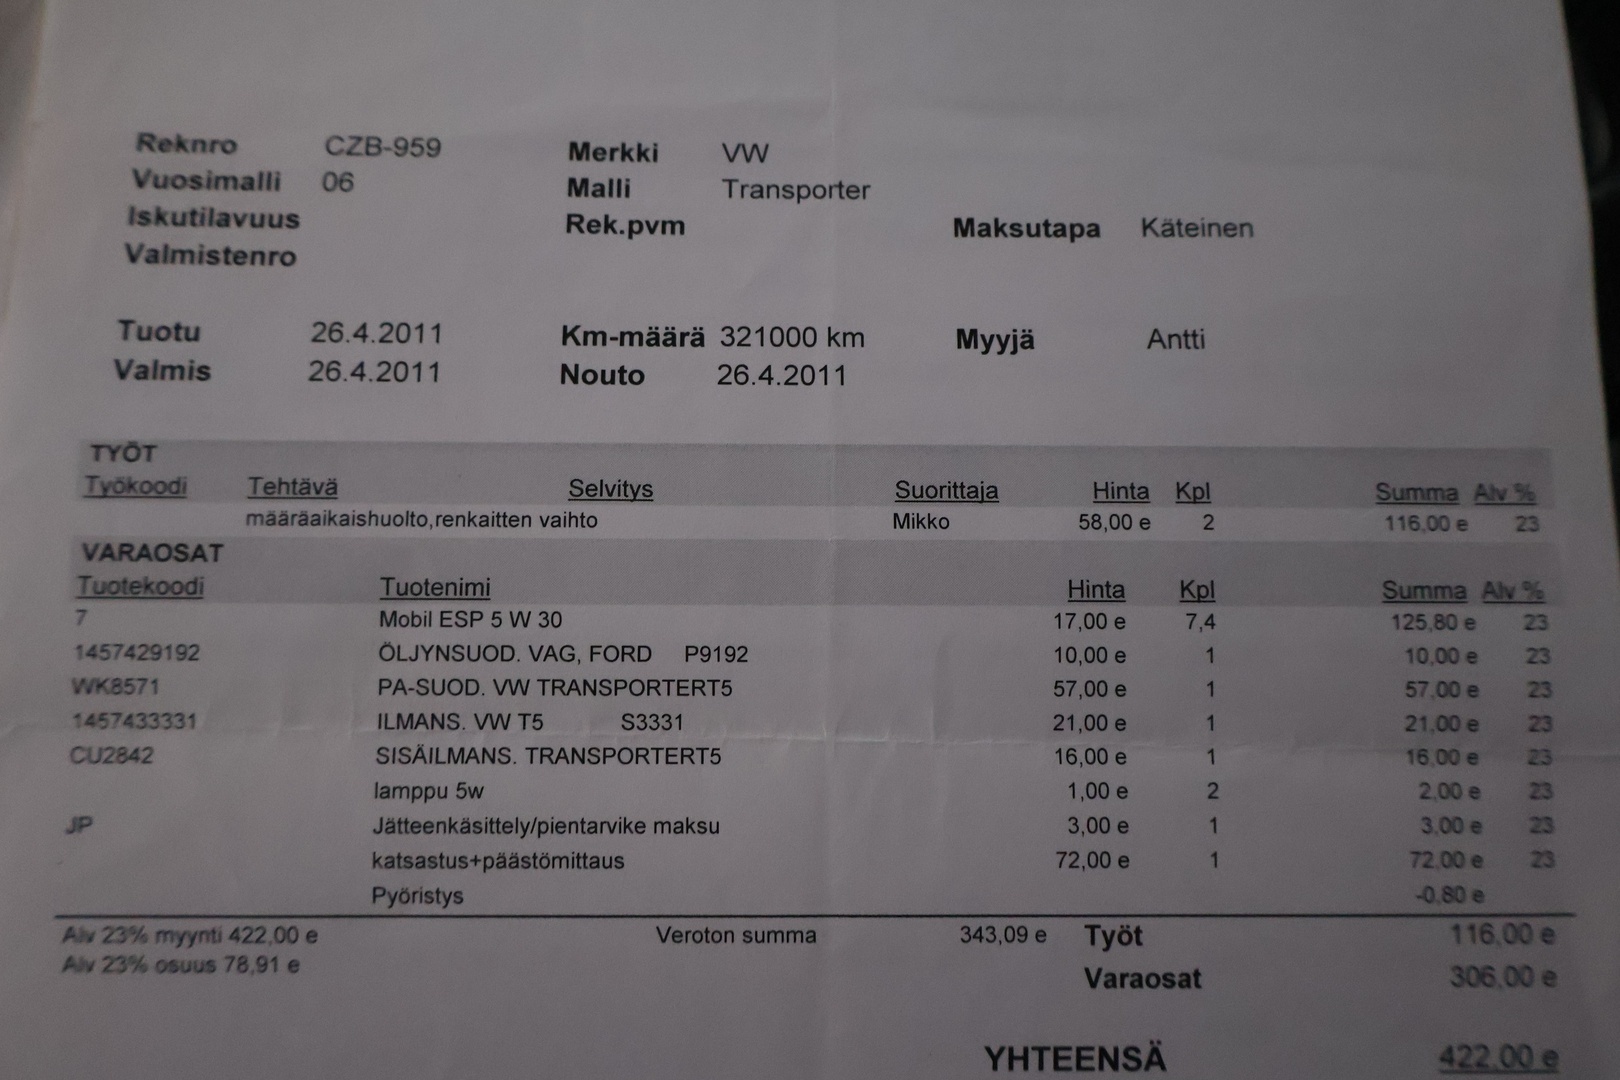 Reknro CZB-959 Merkki VW
Vuosimalli 06 Malli Transporter
Iskutilavuus Rek.pvm Maksutapa Käteinen
Valmistenro
Tuotu 26.4.2011 Km-määrä 321000 km Myyjä Antti
Valmis 26.4.2011 Nouto 26.4.2011
TYÖT
Työkoodi Tehtävä Selvitys Suorittaja Hinta Kpl Summa Alv %
määräaikaishuolto,renkaitten vaihto Mikko 58,00 e 2 116,00 e 23
VARAOSAT
Tuotekoodi Tuotenimi Hinta Kpl Summa Alv %
7 Mobil ESP 5 W 30 17,00 e 7,4 125,80 e 23
1457429192 ÖLJYNSUOD. VAG, FORD P9192 10,00 e 1 10,00 e 23
WK8571 PA-SUOD. VW TRANSPORTERT5 57,00 e 1 57,00 e 23
1457433331 ILMANS. VW T5 S3331 21,00 e 1 21,00 e 23
CU2842 SISÄILMANS. TRANSPORTERT5 16,00 e 1 16,00 e 23
lamppu 5w 1,00 e 2 2,00 e 23
JP Jätteenkäsittely/pientarvike maksu 3,00 e 1 3,00 e 23
katsastus+päästömittaus 72,00 e 1 72,00 e 23
Pyöristys -0,80 e
Alv 23% myynti 422,00 e Veroton summa 343,09 e Työt 116,00 e
Alv 23% osuus 78,91 e Varaosat 306,00 e
YHTEENSÄ 422,00 e